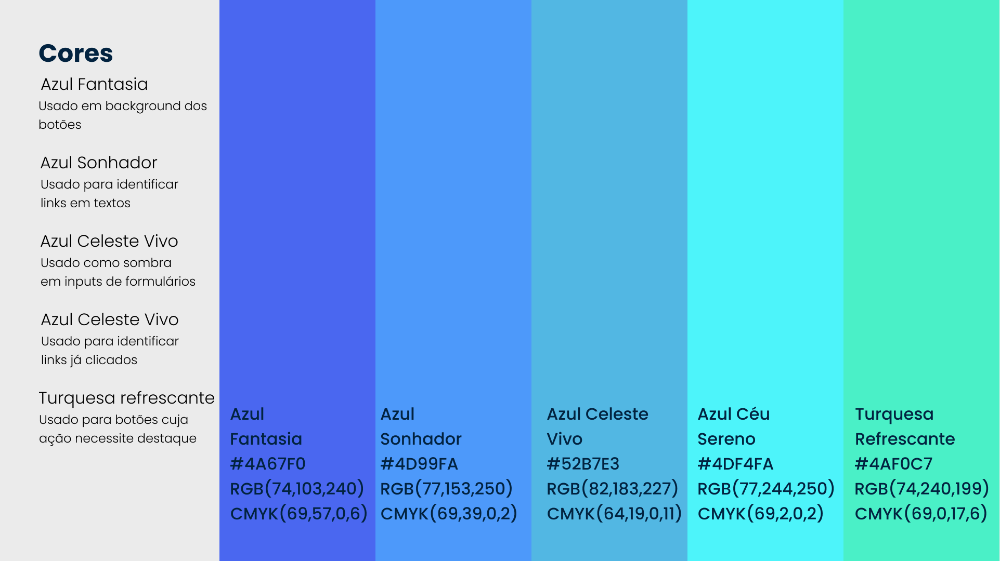 Cores
Azul Fantasia
Usado em background dos
botões
Azul Sonhador
Usado para identificar
links em textos
Azul Celeste Vivo
Usado como sombra
em inputs de formulários
Azul Celeste Vivo
Usado para identificar
links já clicados
Turquesa refrescante
Usado para botões cuja
ação necessite destaque
Azul
Fantasia
#4A67F0
RGB(74,103,240)
CMYK(69,57,0,6)
Azul
Sonhador
#4D99FA
RGB(77,153,250)
CMYK(69,39,0,2)
Azul Celeste
Vivo
#52B7E3
RGB(82,183,227)
CMYK(64,19,0,11)
Azul Céu
Sereno
#4DF4FA
RGB(77,244,250)
CMYK(69,2,0,2)
Turquesa
Refrescante
#4AF0C7
RGB(74,240,199)
CMYK(69,0,17,6)